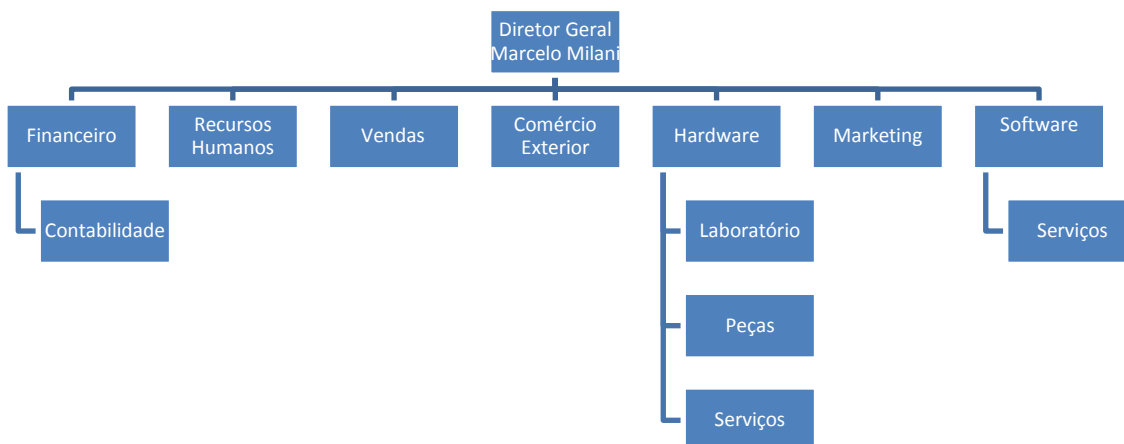 Diretor Geral
Marcelo Milani
Financeiro
Recursos
Humanos
Vendas
Comércio
Exterior
Hardware
Marketing
Software
Contabilidade
Laboratório
Serviços
Peças
Serviços